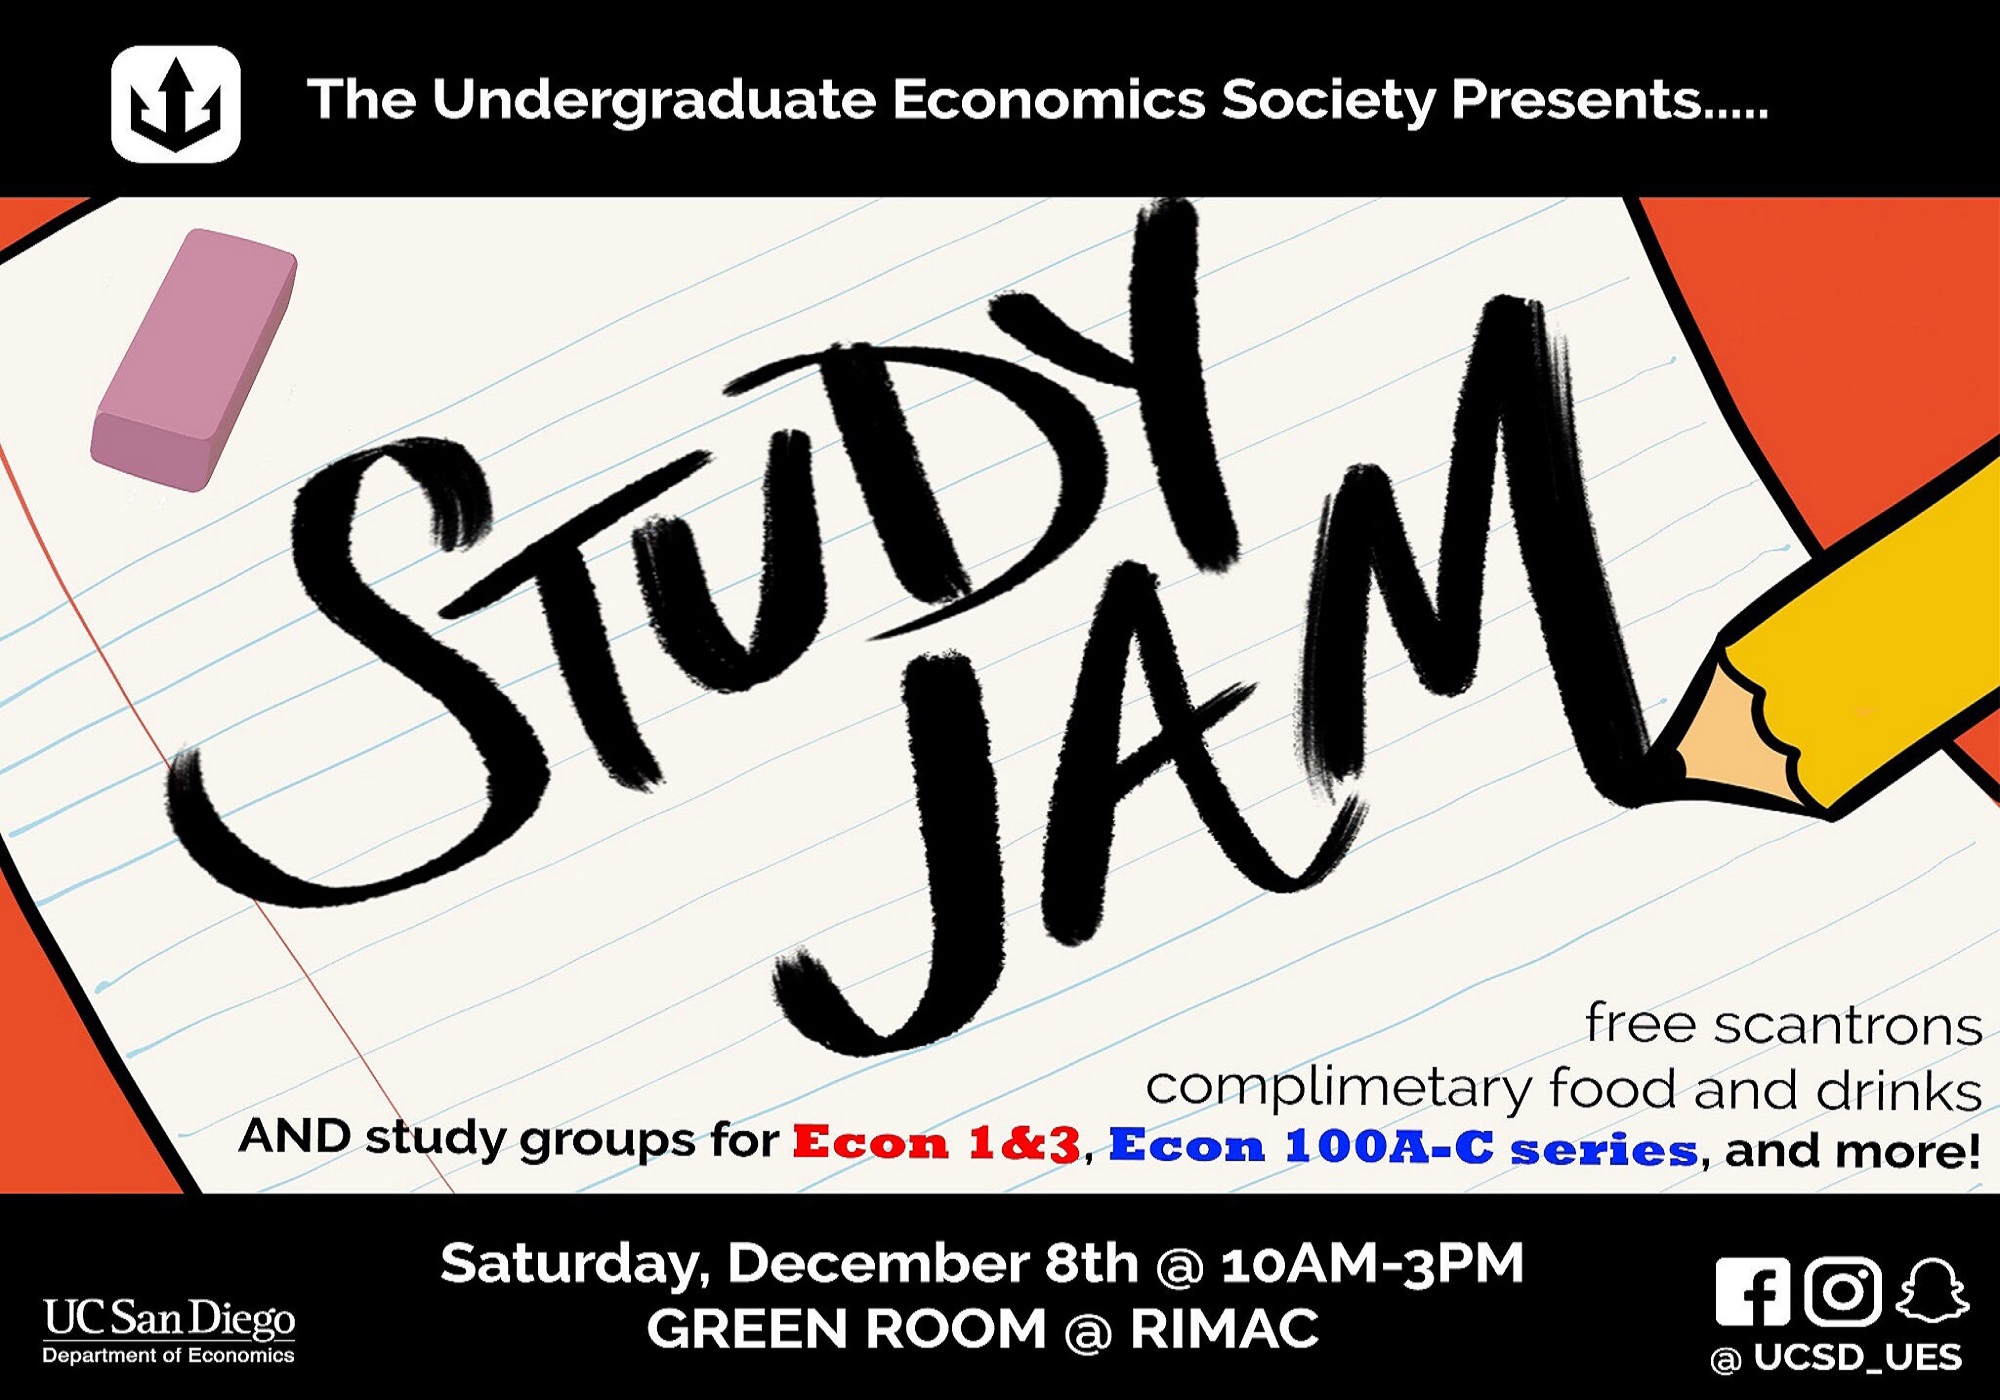 The Undergraduate Economics Society Presents.....
STUDY
JAM
free scantrons
complimetary food and drinks
AND study groups for Econ 1&3, Econ 100A-C series, and more!
Saturday, December 8th @ 10AM-3PM
GREEN ROOM @ RIMAC
UC San Diego
Department of Economics
@ UCSD_UES